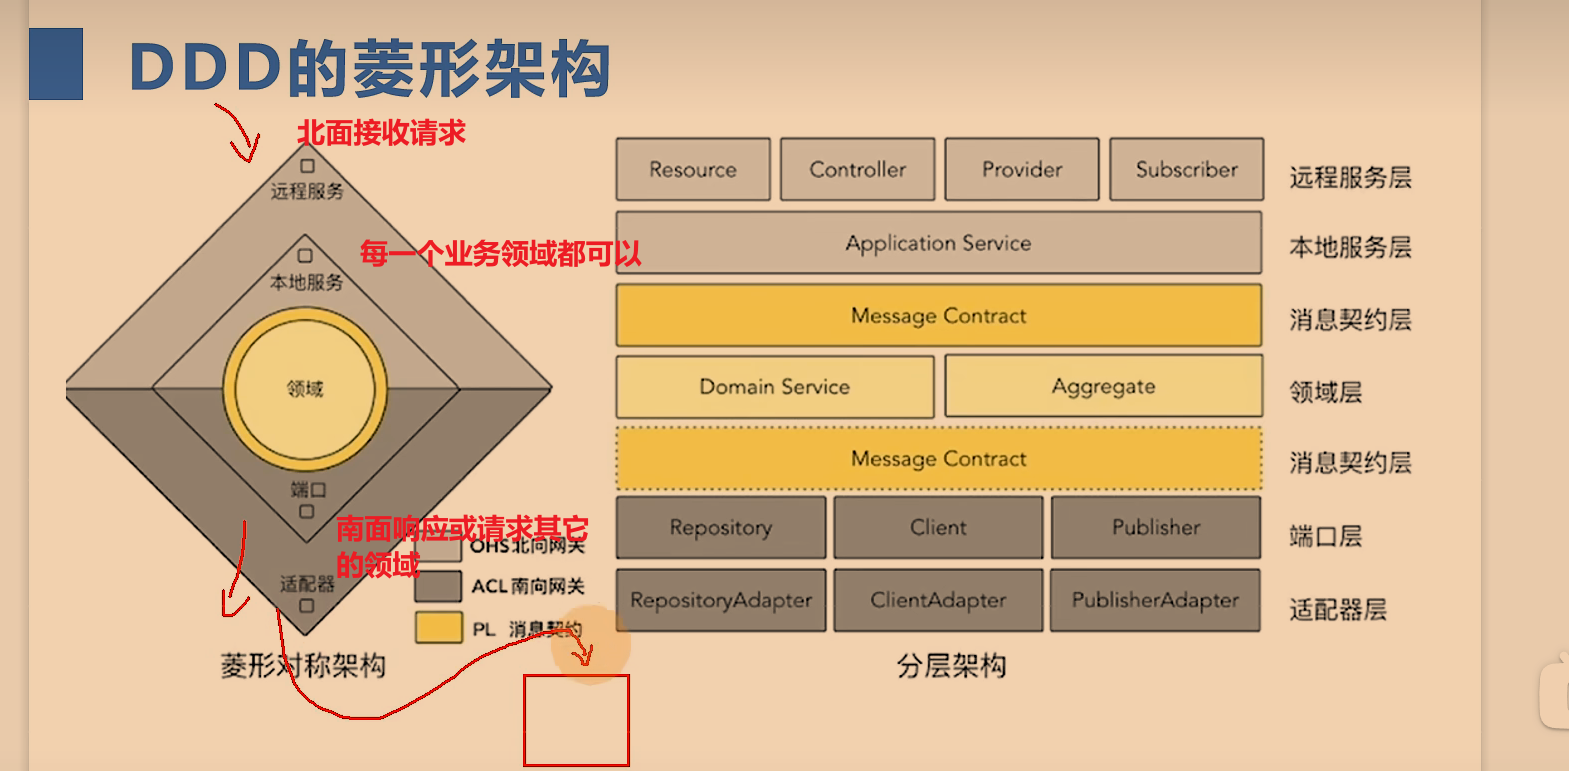 DDD的菱形架构
北面接收请求
远程服务
每一个业务领域都可以
本地服务
领域
端口
南面响应或请求其它
的领域
适配器
OHS北向网关
ACL南向网关
PL 消息契约
菱形对称架构
Resource Controller Provider Subscriber 远程服务层
Application Service 本地服务层
Message Contract 消息契约层
Domain Service Aggregate 领域层
Message Contract 消息契约层
Repository Client Publisher 端口层
RepositoryAdapter ClientAdapter PublisherAdapter 适配器层
分层架构